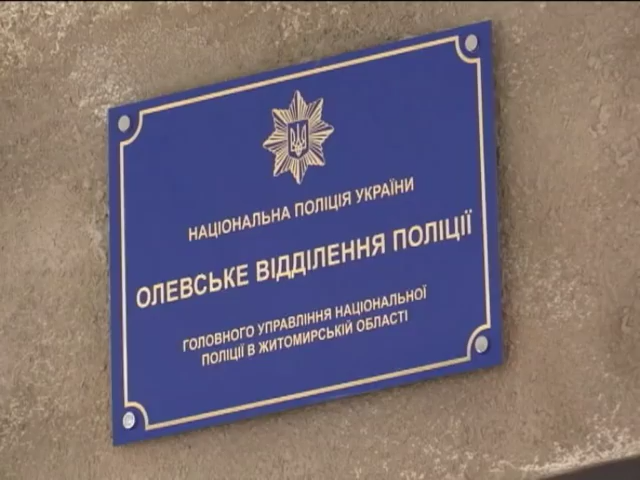 НАЦІОНАЛЬНА ПОЛІЦІЯ УКРАЇНИ
ОЛЕВСЬКЕ ВІДДІЛЕННЯ ПОЛІЦІЇ
ГОЛОВНОГО УПРАВЛІННЯ НАЦІОНАЛЬНОЇ
ПОЛІЦІЇ В ЖИТОМИРСЬКІЙ ОБЛАСТІ